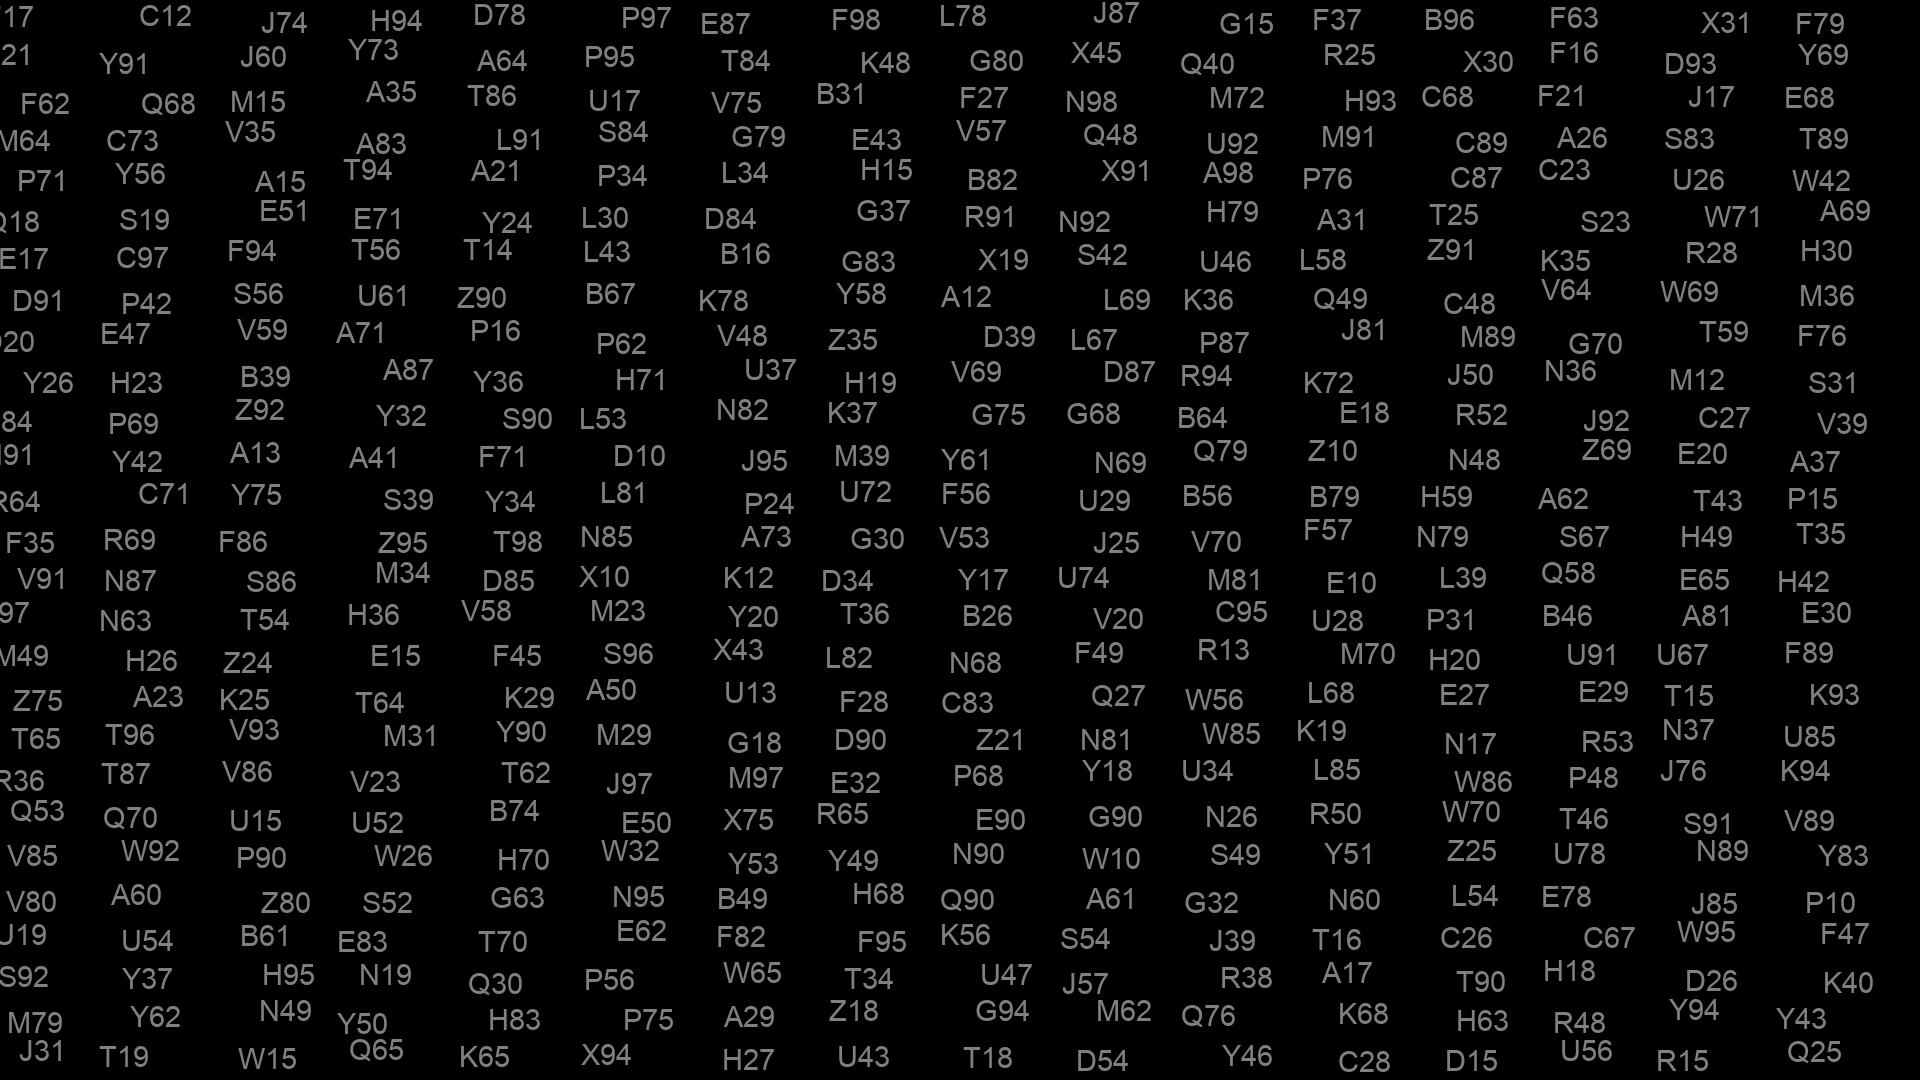 C12 J74 H94 D78 P97 E87 F98 L78 J87 G15 F37 B96 F63 X31 F79
Y91 J60 Y73 A64 P95 T84 K48 G80 X45 Q40 R25 X30 F16 D93 Y69
F62 Q68 M15 A35 T86 U17 V75 B31 F27 N98 M72 H93 C68 F21 J17 E68
M64 C73 V35 A83 L91 S84 G79 E43 V57 Q48 U92 M91 C89 A26 S83 T89
P71 Y56 A15 T94 A21 P34 L34 H15 B82 X91 A98 P76 C87 C23 U26 W42
Q18 S19 E51 E71 Y24 L30 D84 G37 R91 N92 H79 A31 T25 S23 W71 A69
E17 C97 F94 T56 T14 L43 B16 G83 X19 S42 U46 L58 Z91 K35 R28 H30
D91 P42 S56 U61 Z90 B67 K78 Y58 A12 L69 K36 Q49 C48 V64 W69 M36
E47 V59 A71 P16 P62 V48 Z35 D39 L67 P87 J81 M89 G70 T59 F76
Y26 H23 B39 A87 Y36 H71 U37 H19 V69 D87 R94 K72 J50 N36 M12 S31
P69 Z92 Y32 S90 L53 N82 K37 G75 G68 B64 E18 R52 J92 C27 V39
Y42 A13 A41 F71 D10 J95 M39 Y61 N69 Q79 Z10 N48 Z69 E20 A37
R64 C71 Y75 S39 Y34 L81 P24 U72 F56 U29 B56 B79 H59 A62 T43 P15
F35 R69 F86 Z95 T98 N85 A73 G30 V53 J25 V70 F57 N79 S67 H49 T35
V91 N87 S86 M34 D85 X10 K12 D34 Y17 U74 M81 E10 L39 Q58 E65 H42
N63 T54 H36 V58 M23 Y20 T36 B26 V20 C95 U28 P31 B46 A81 E30
M49 H26 Z24 E15 F45 S96 X43 L82 N68 F49 R13 M70 H20 U91 U67 F89
Z75 A23 K25 T64 K29 A50 U13 F28 C83 Q27 W56 L68 E27 E29 T15 K93
T65 T96 V93 M31 Y90 M29 G18 D90 Z21 N81 W85 K19 N17 R53 N37 U85
R36 T87 V86 V23 T62 J97 M97 E32 P68 Y18 U34 L85 W86 P48 J76 K94
Q53 Q70 U15 U52 B74 E50 X75 R65 E90 G90 N26 R50 W70 T46 S91 V89
V85 W92 P90 W26 H70 W32 Y53 Y49 N90 W10 S49 Y51 Z25 U78 N89 Y83
V80 A60 Z80 S52 G63 N95 B49 H68 Q90 A61 G32 N60 L54 E78 J85 P10
U19 U54 B61 E83 T70 E62 F82 F95 K56 S54 J39 T16 C26 C67 W95 F47
S92 Y37 H95 N19 Q30 P56 W65 T34 U47 J57 R38 A17 T90 H18 D26 K40
M79 Y62 N49 Y50 H83 P75 A29 Z18 G94 M62 Q76 K68 H63 R48 Y94 Y43
J31 T19 W15 Q65 K65 X94 H27 U43 T18 D54 Y46 C28 D15 U56 R15 Q25